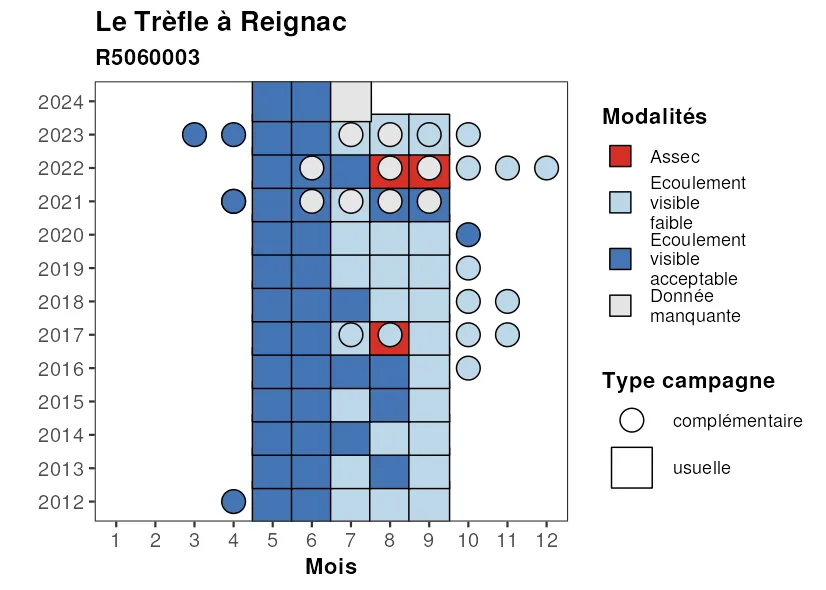 Le Trèfle à Reignac
R5060003
2024
2023
2022
2021
2020
2019
2018
2017
2016
2015
2014
2013
2012
1 2 3 4 5 6 7 8 9 10 11 12
Mois
Modalités
Assec
Ecoulement
visible
faible
Ecoulement
visible
acceptable
Donnée
manquante
Type campagne
complémentaire
usuelle